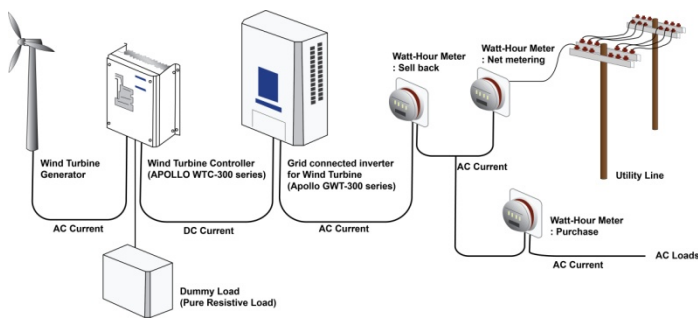 Watt-Hour Meter
: Sell back
Watt-Hour Meter
: Net metering
Wind Turbine
Generator
Wind Turbine Controller
(APOLLO WTC-300 series)
Grid connected inverter
for Wind Turbine
(Apollo GWT-300 series)
AC Current
Utility Line
AC Current
DC Current
AC Current
Watt-Hour Meter
: Purchase
AC Current
AC Loads
Dummy Load
(Pure Resistive Load)